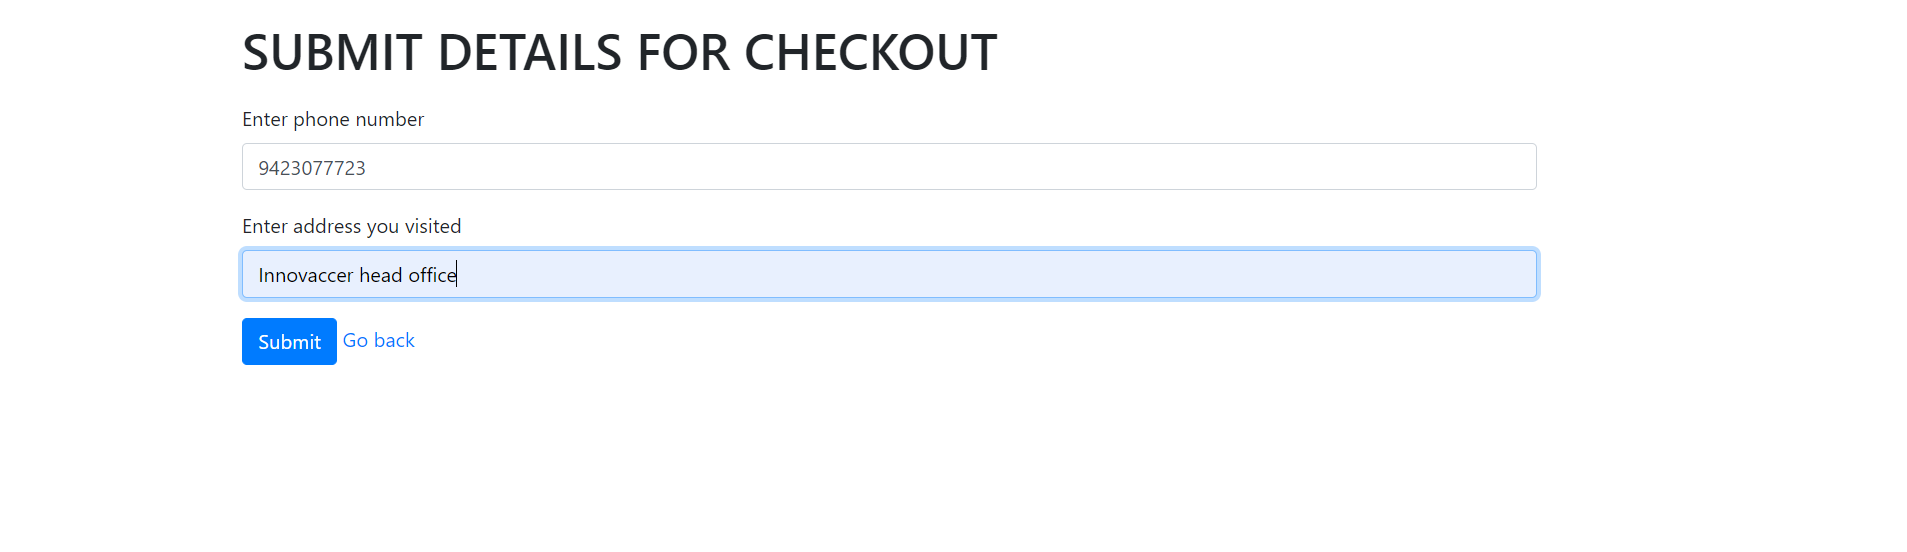 SUBMIT DETAILS FOR CHECKOUT
Enter phone number
9423077723
Enter address you visited
Innovaccer head office
Submit Go back